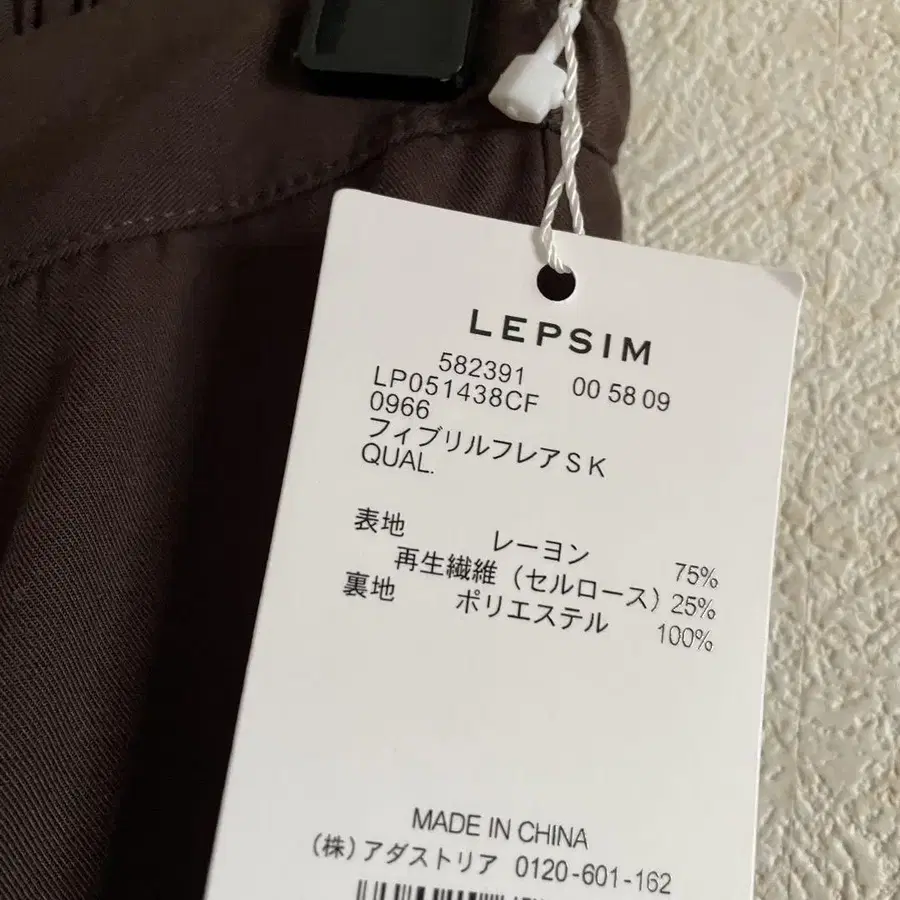 LEPSIM
582391 00 58 09
LP051438CF
0966
フィブリルフレアＳＫ
QUAL.
表地 レーヨン 75%
再生繊維（セルロース）25%
裏地 ポリエステル 100%
MADE IN CHINA
（株）アダストリア 0120-601-162